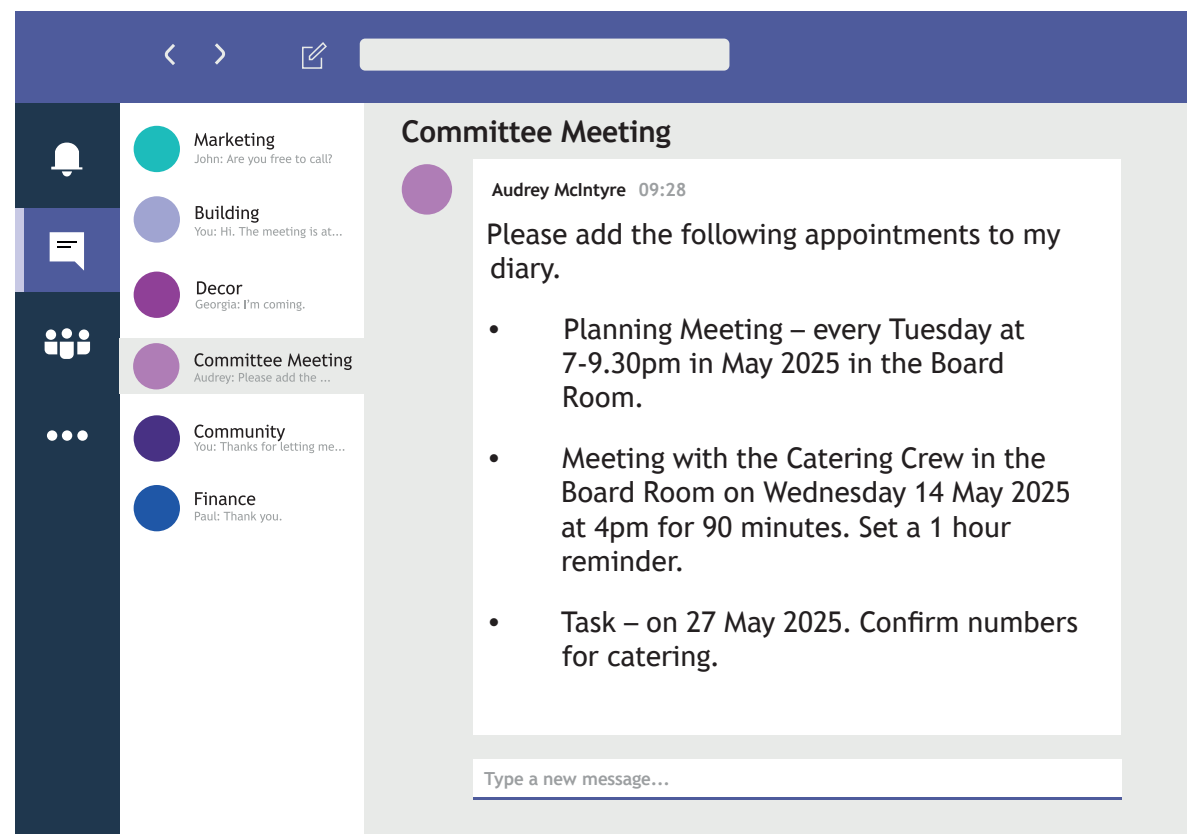 Marketing
John: Are you free to call?
Building
You: Hi. The meeting is at...
Decor
Georgia: I'm coming.
Committee Meeting
Audrey: Please add the ...
Community
You: Thanks for letting me...
Finance
Paul: Thank you.
Committee Meeting
Audrey McIntyre 09:28
Please add the following appointments to my
diary.
• Planning Meeting – every Tuesday at
7-9.30pm in May 2025 in the Board
Room.
• Meeting with the Catering Crew in the
Board Room on Wednesday 14 May 2025
at 4pm for 90 minutes. Set a 1 hour
reminder.
• Task – on 27 May 2025. Confirm numbers
for catering.
Type a new message...